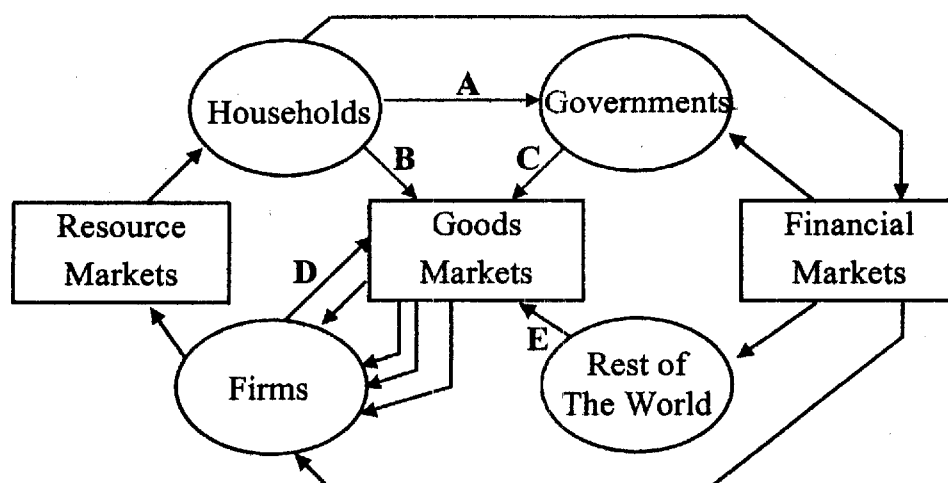 Households
A
Governments
B
C
Resource
Markets
Goods
Markets
Financial
Markets
D
E
Firms
Rest of
The World